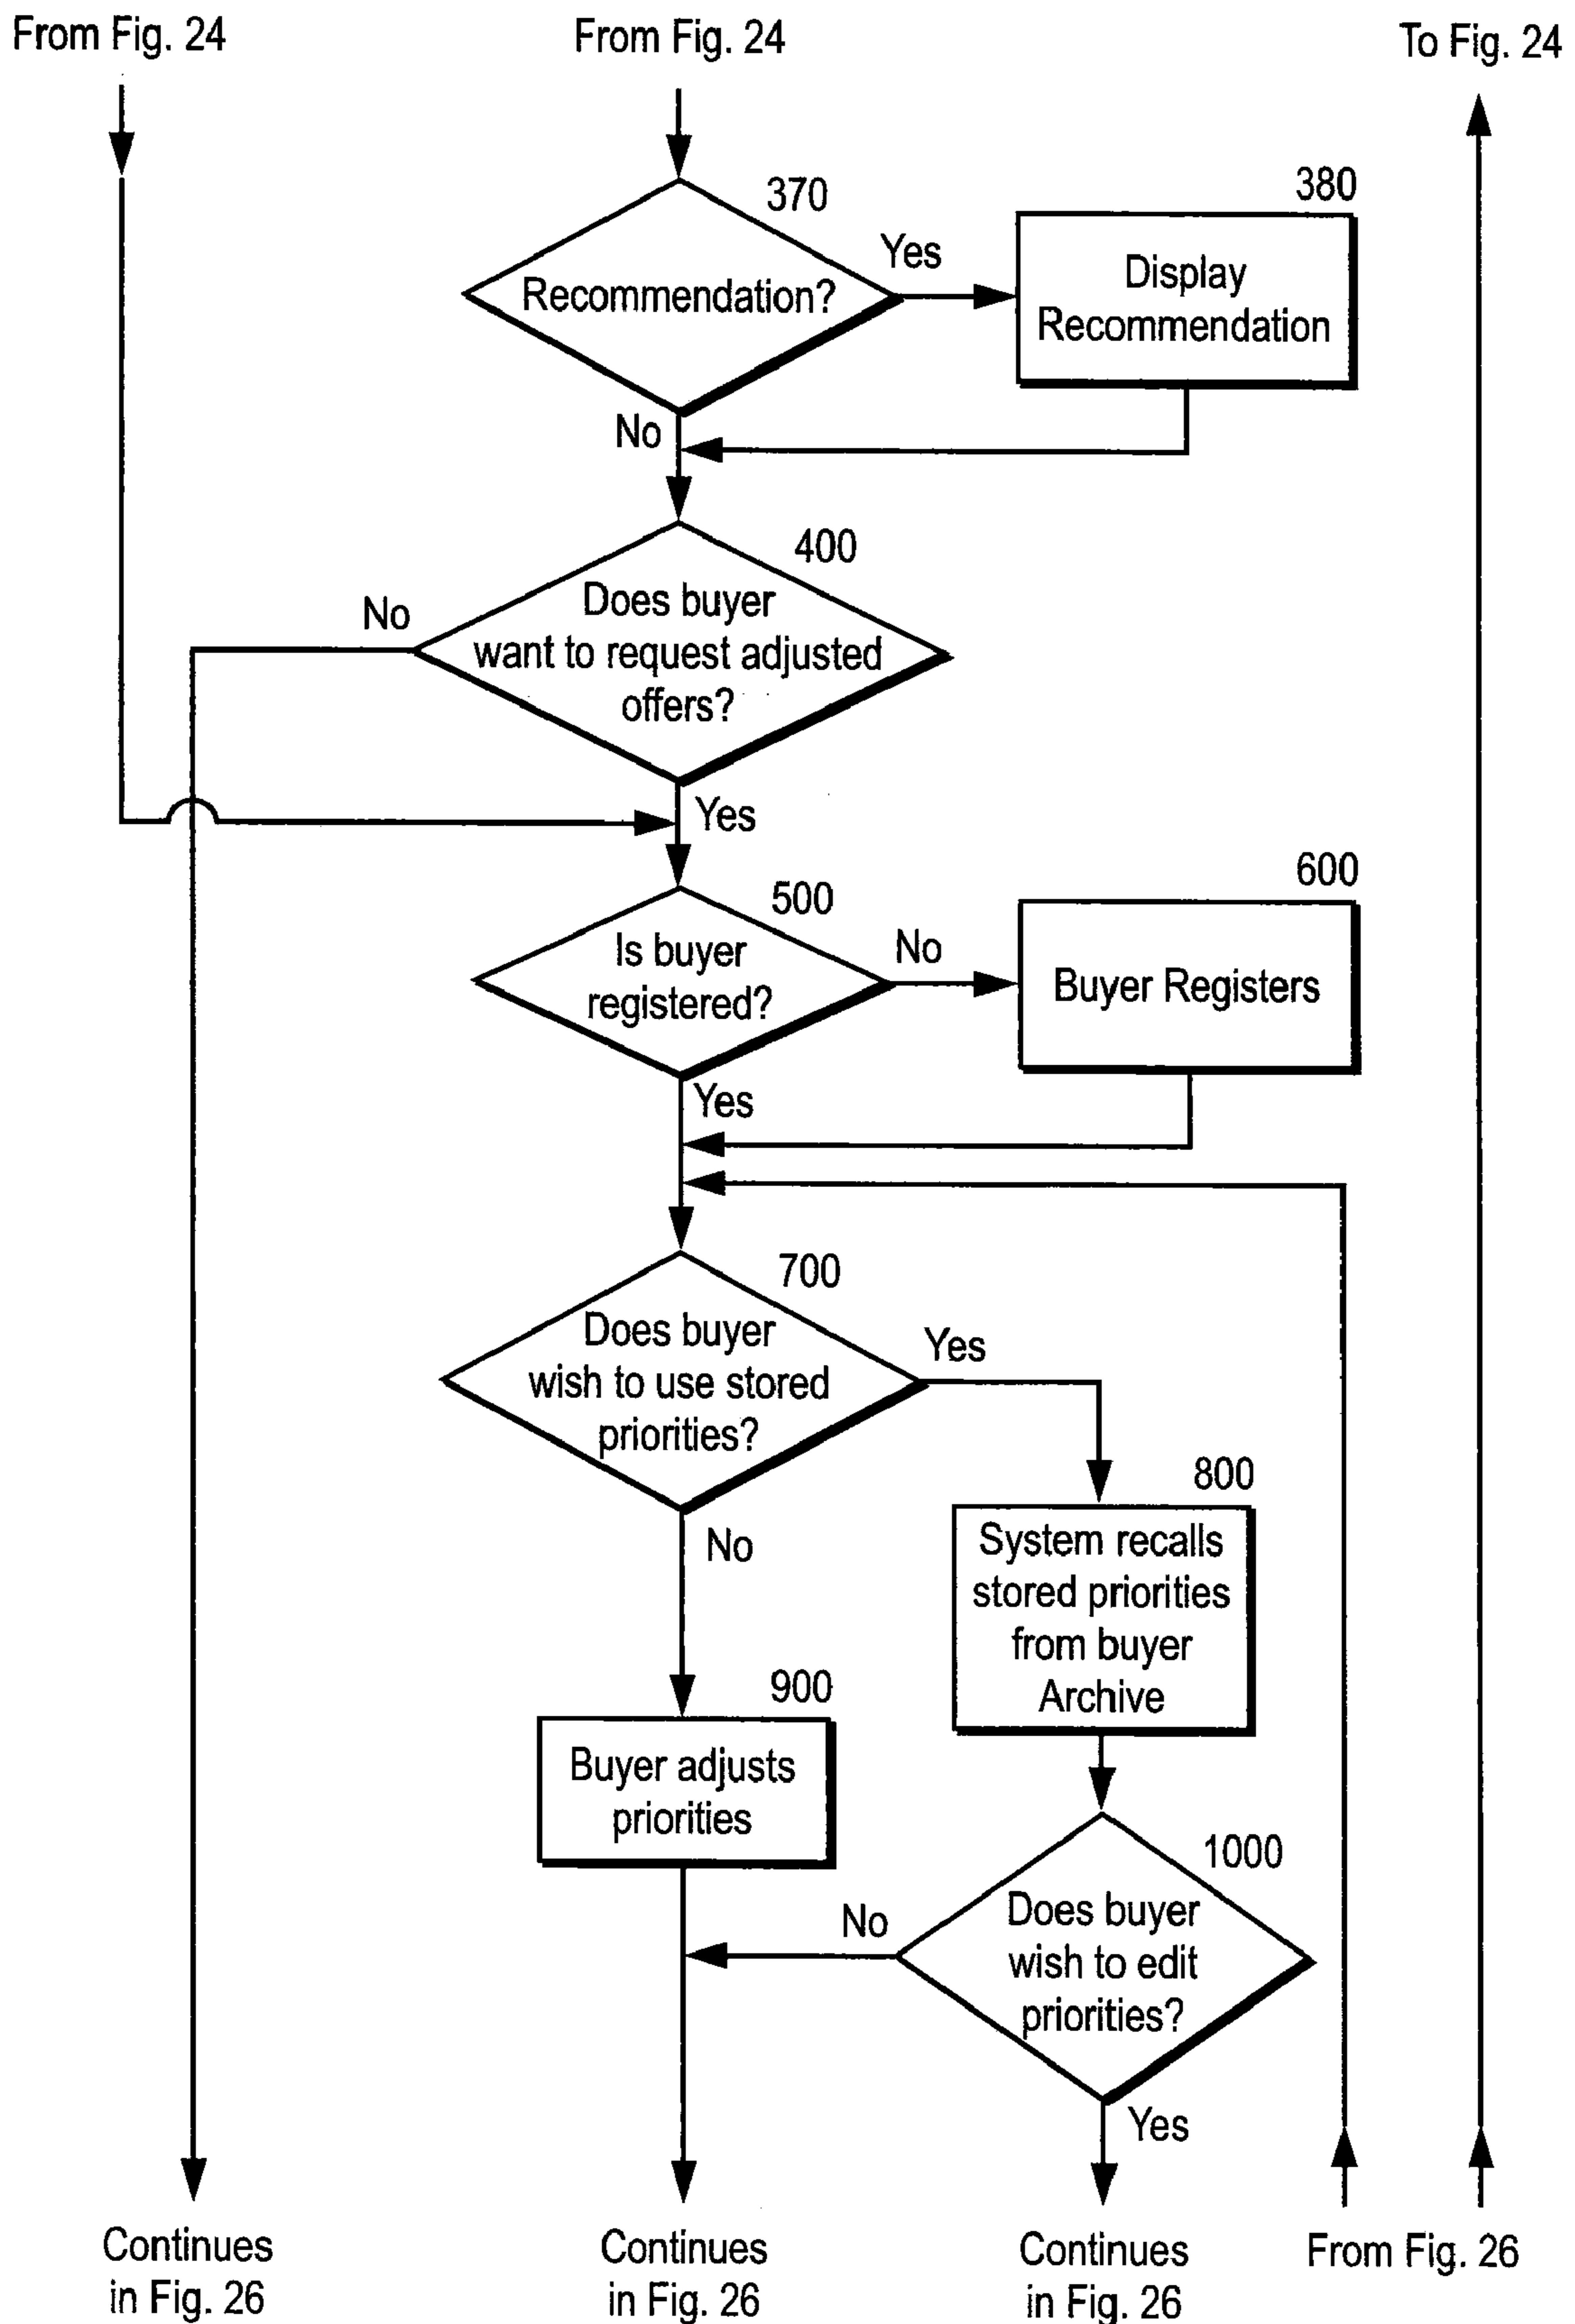 From Fig. 24
From Fig. 24
To Fig. 24
370
380
Recommendation?
Yes
Display
Recommendation
No
400
Does buyer
want to request adjusted
offers?
No
Yes
500
Is buyer
registered?
No
600
Buyer Registers
Yes
700
Does buyer
wish to use stored
priorities?
Yes
No
800
System recalls
stored priorities
from buyer
Archive
900
Buyer adjusts
priorities
1000
Does buyer
wish to edit
priorities?
No
Yes
Continues
in Fig. 26
Continues
in Fig. 26
Continues
in Fig. 26
From Fig. 26